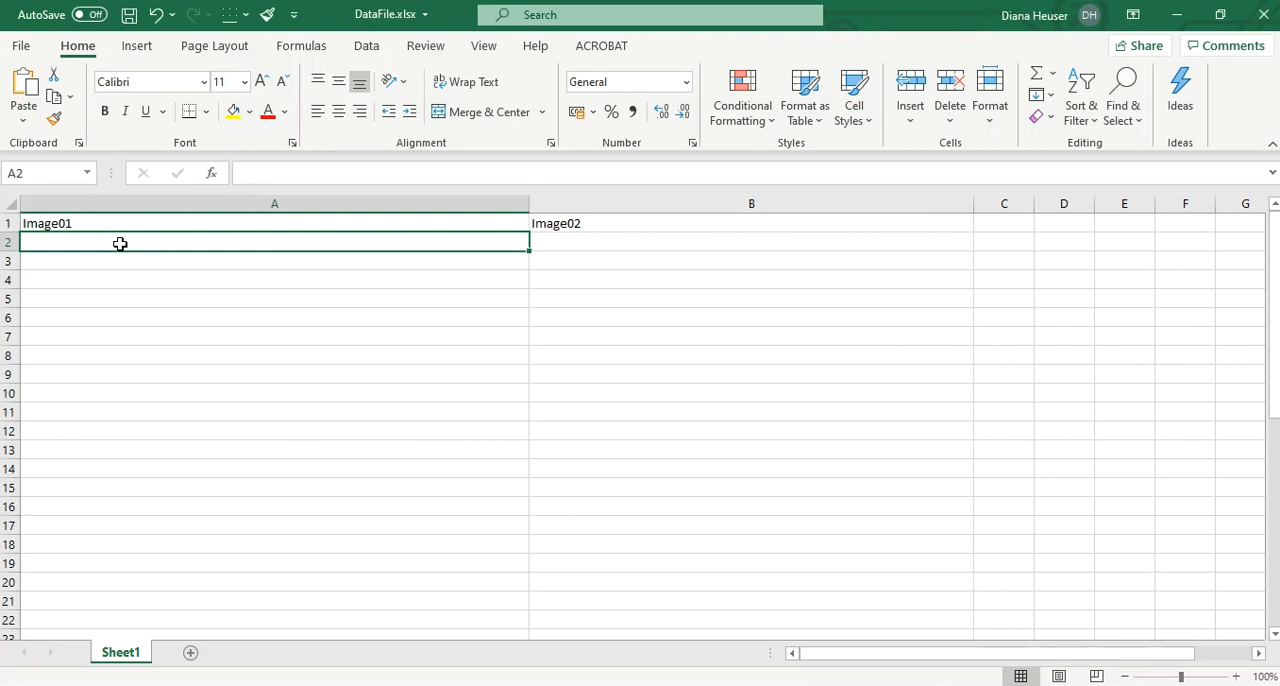 AutoSave Off DataFile.xlsx Search Diana Heuser DH
File Home Insert Page Layout Formulas Data Review View Help ACROBAT Share Comments
Paste Calibri 11 Wrap Text General Conditional Formatting Format as Table Cell Styles Insert Delete Format Sort & Filter Find & Select Ideas
Merge & Center
Clipboard Font Alignment Number Styles Cells Editing Ideas
A2 fx
A B C D E F G
1 Image01 Image02
2
3
4
5
6
7
8
9
10
11
12
13
14
15
16
17
18
19
20
21
22
23
Sheet1
100%